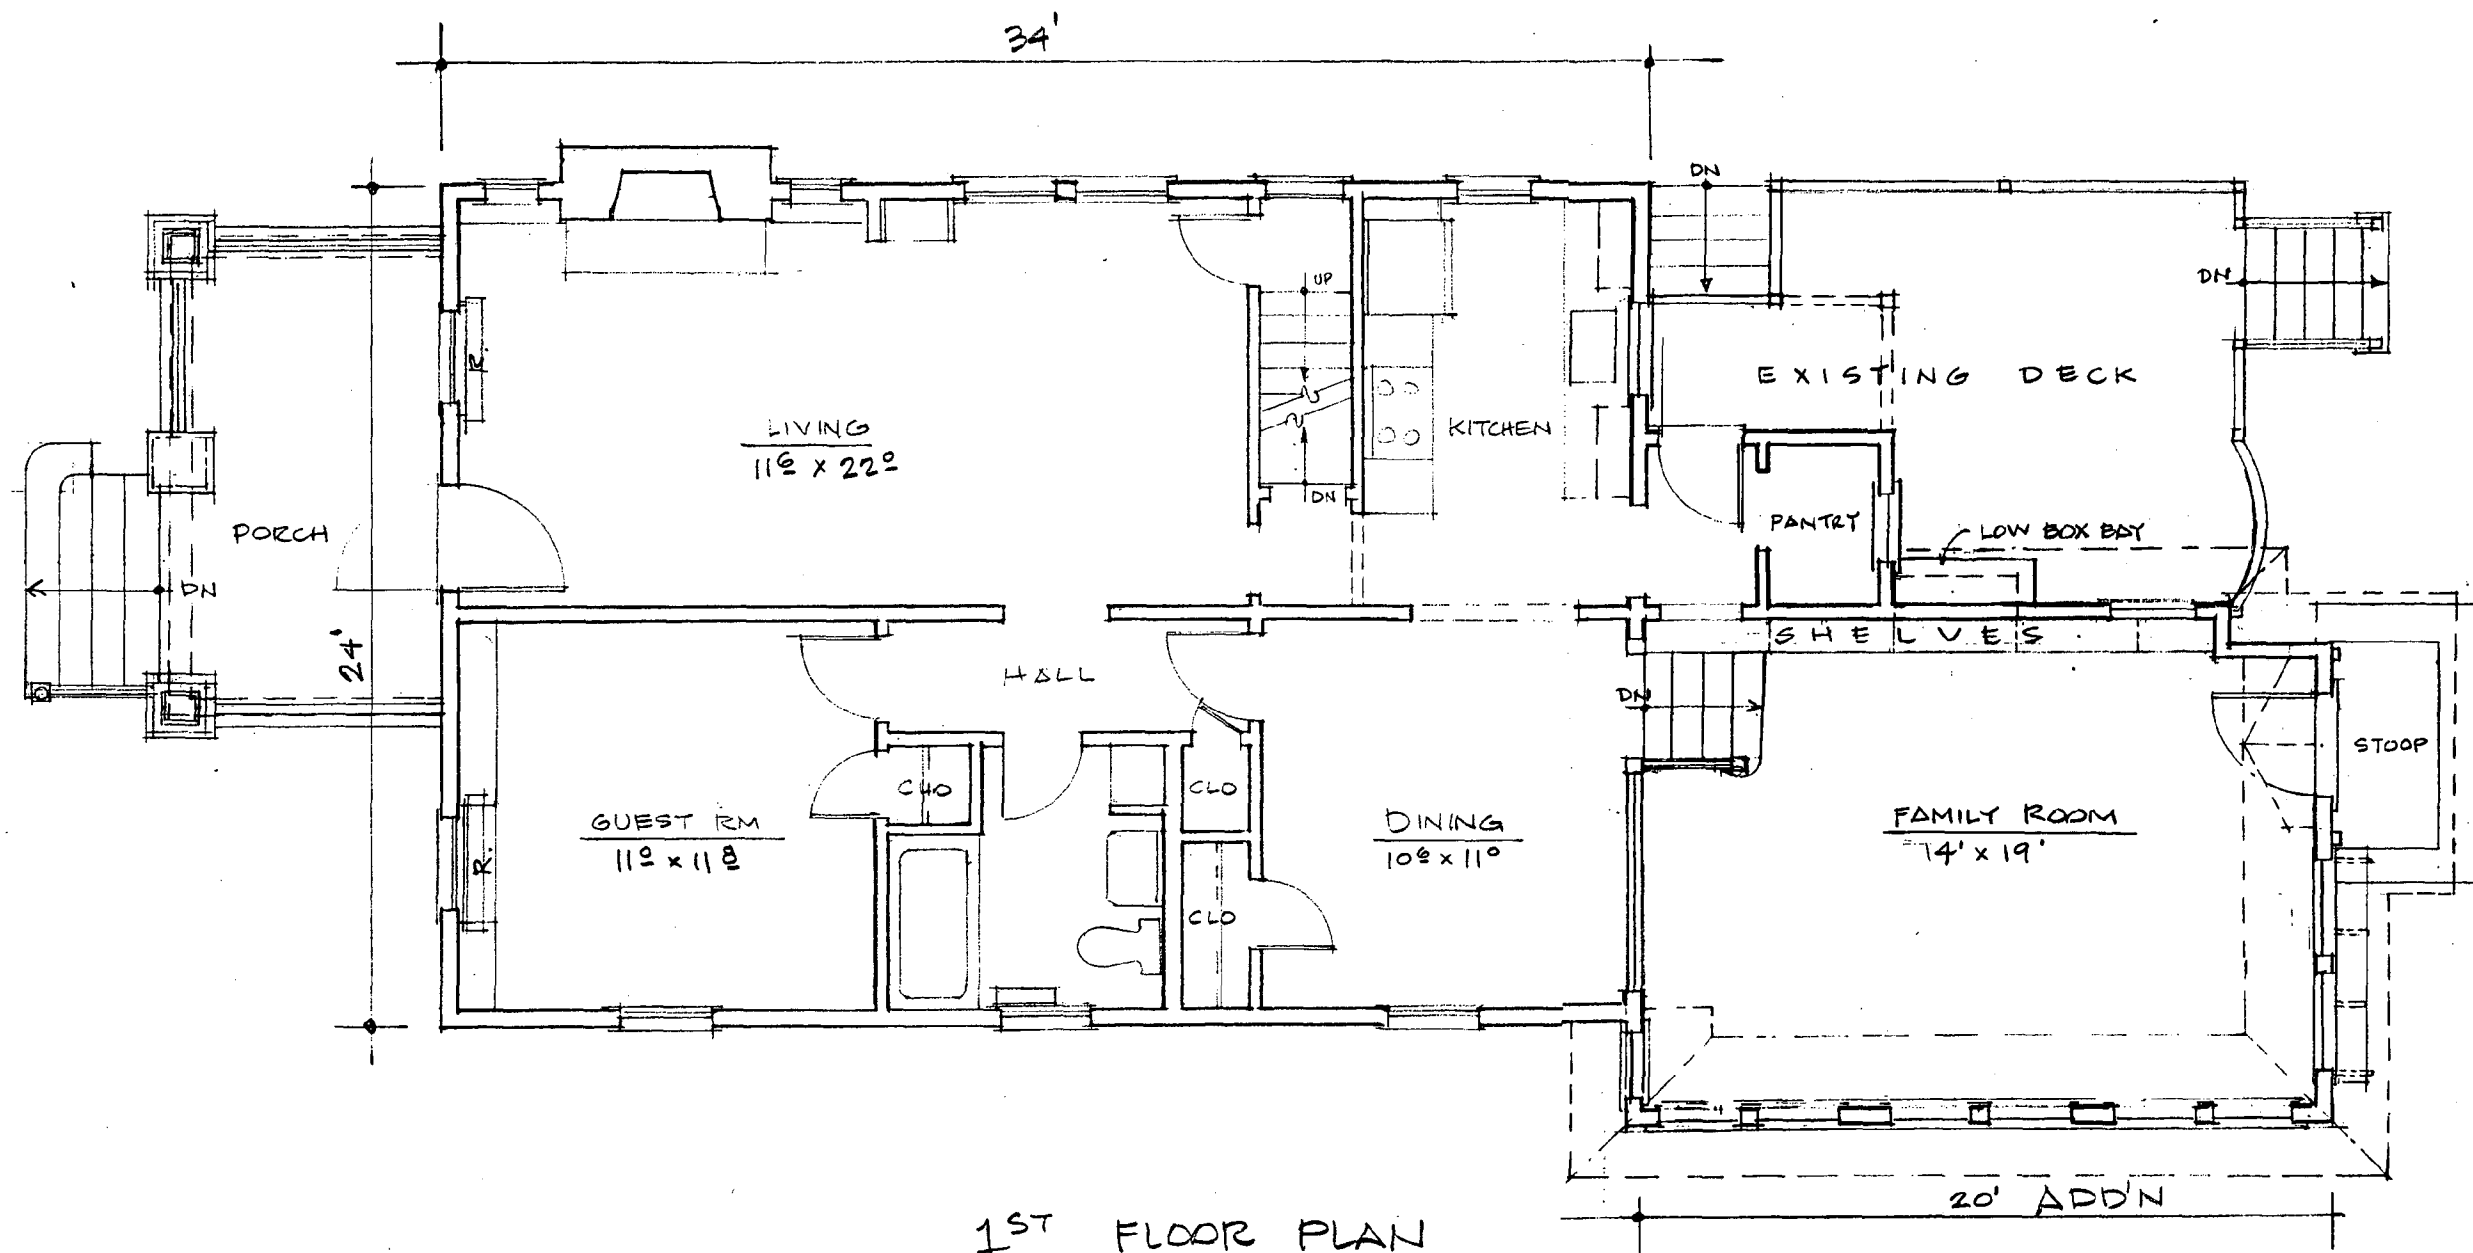 34'
DN
DN
UP
R.
EXISTING DECK
LIVING
11⁶ x 22⁰
KITCHEN
DN
PANTRY
LOW BOX BAY
PORCH
DN
24'
SHELVES
HALL
DN
STOOP
CLO
CLO
GUEST RM
11⁰ x 11⁸
R.
DINING
10⁶ x 11⁰
FAMILY ROOM
14' x 19'
CLO
20' ADD'N
1ST FLOOR PLAN